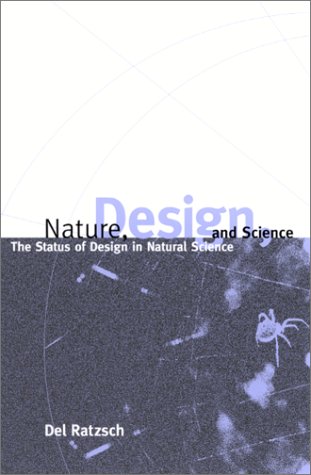 Nature, Design, and Science
The Status of Design in Natural Science
Del Ratzsch